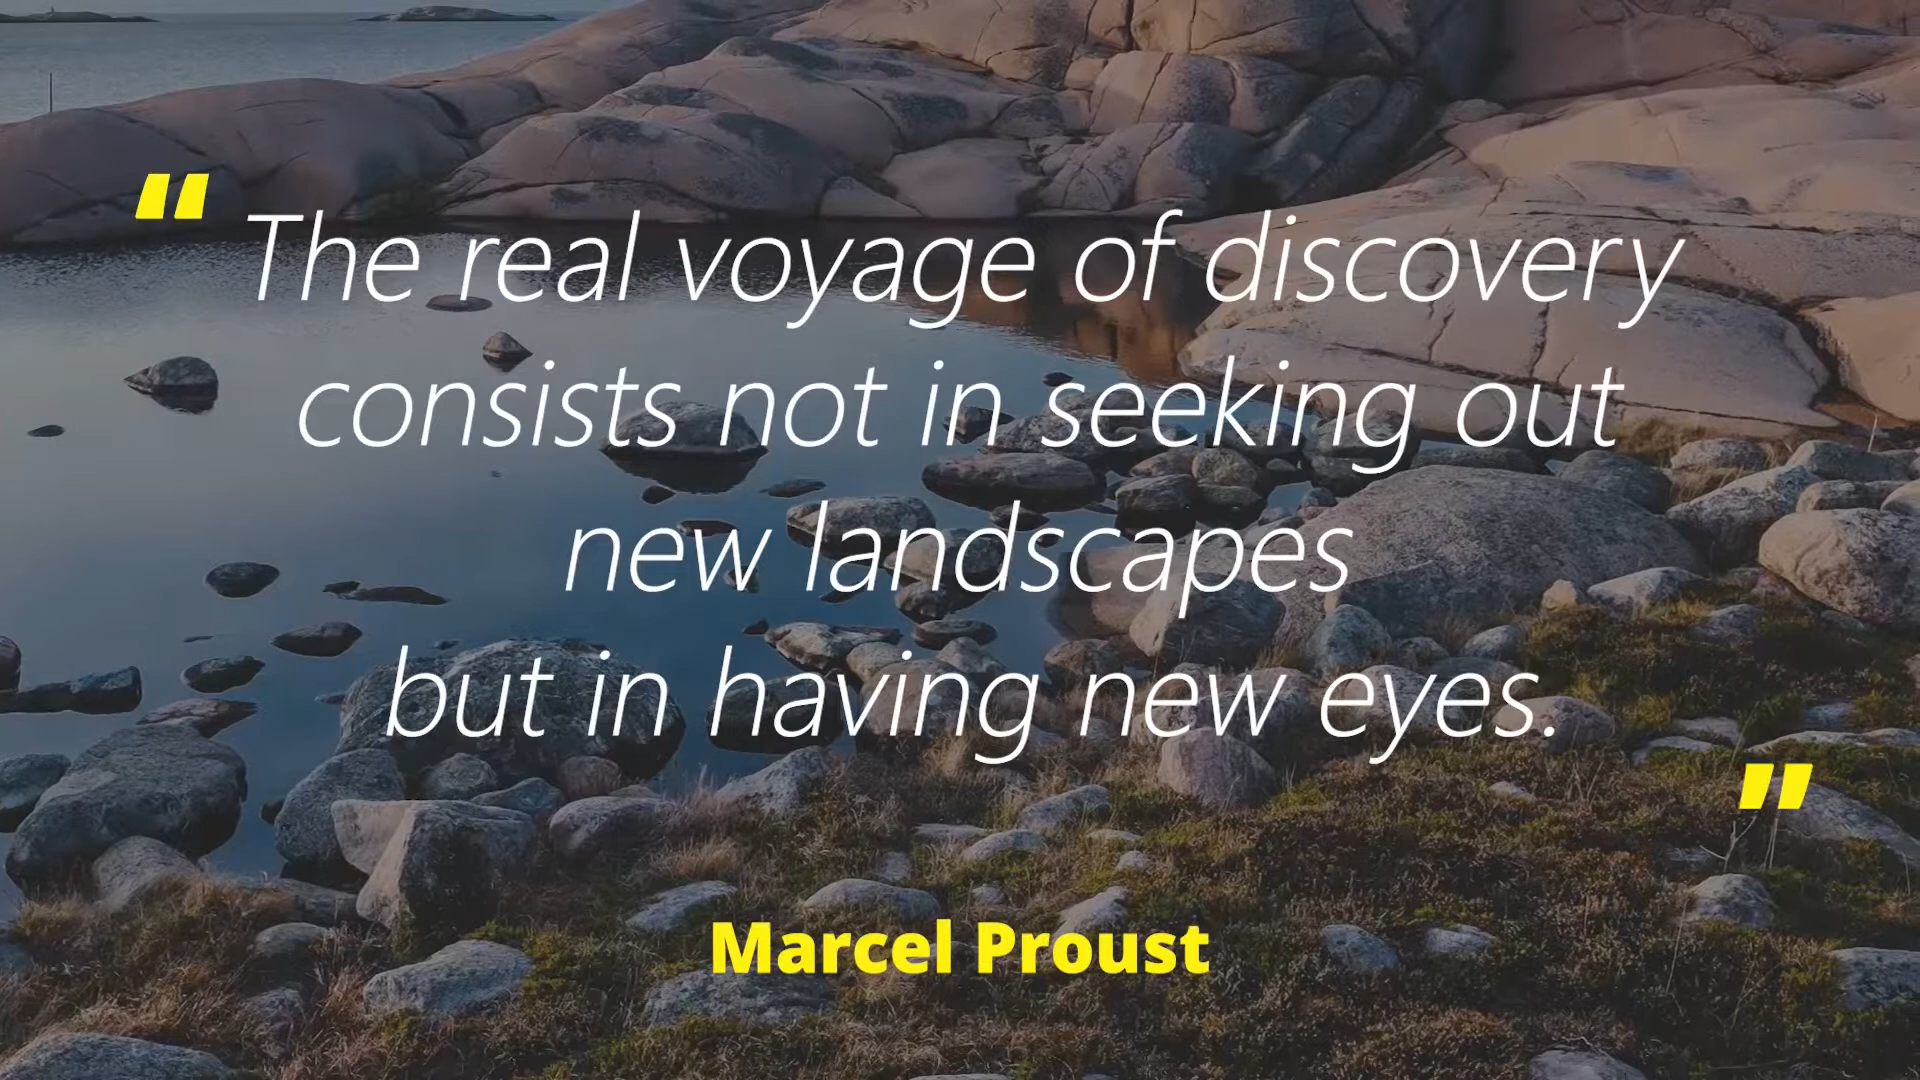 “The real voyage of discovery
consists not in seeking out
new landscapes
but in having new eyes.”
Marcel Proust